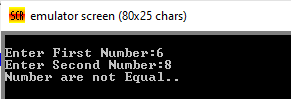 emulator screen (80x25 chars)
Enter First Number:6
Enter Second Number:8
Number are not Equal..